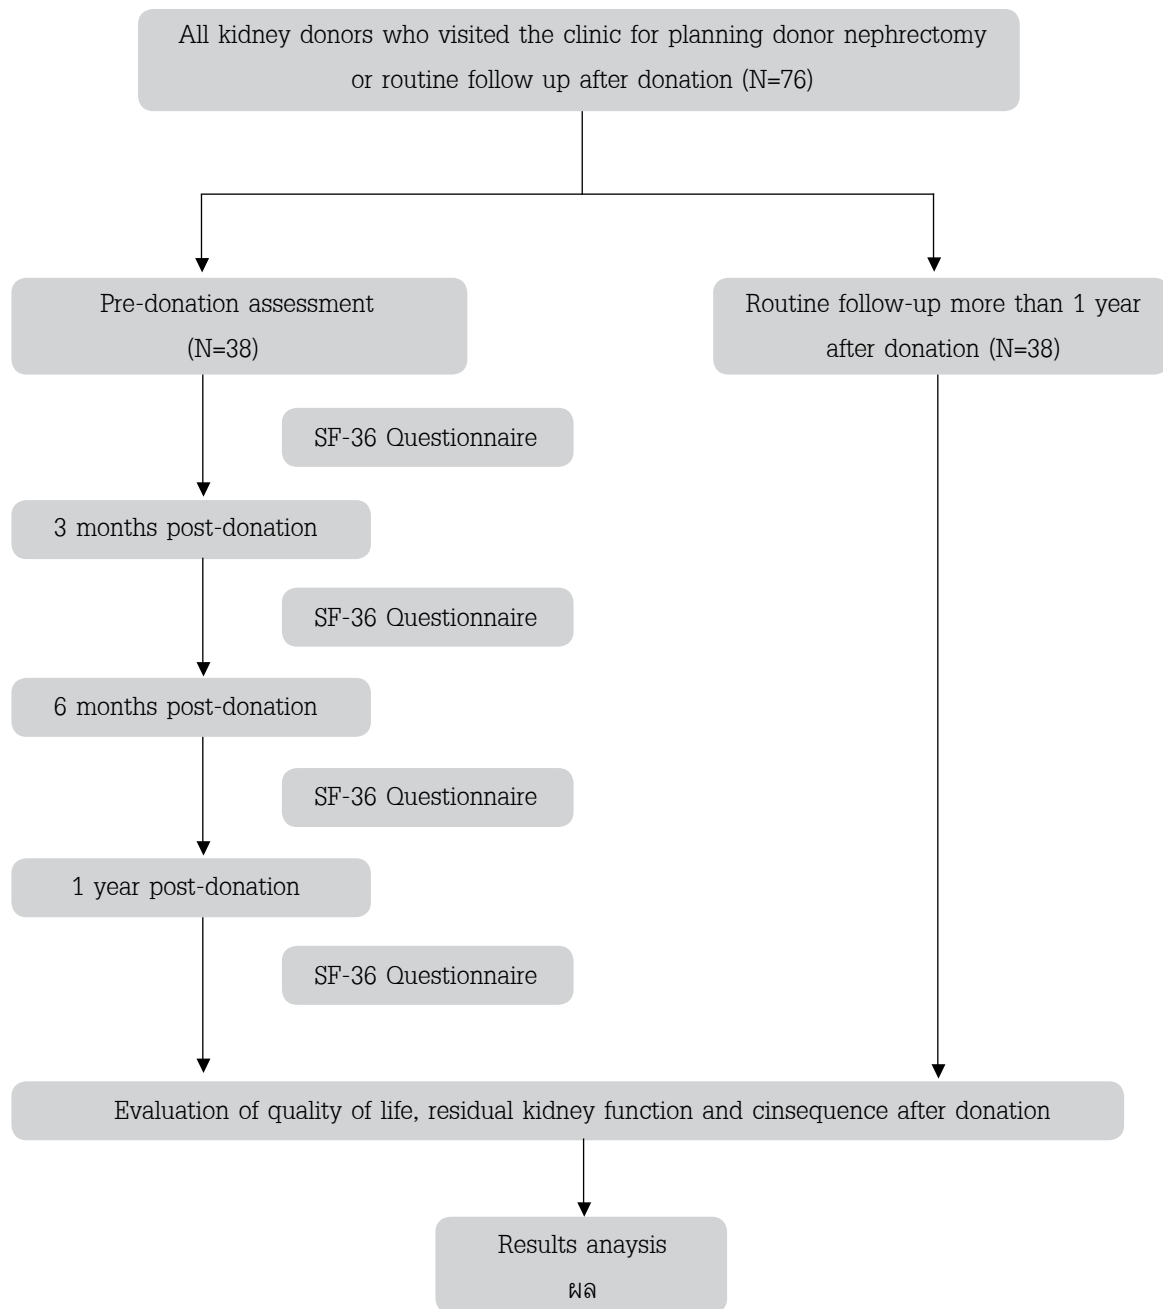 All kidney donors who visited the clinic for planning donor nephrectomy
or routine follow up after donation (N=76)
Pre-donation assessment
(N=38)
Routine follow-up more than 1 year
after donation (N=38)
SF-36 Questionnaire
3 months post-donation
SF-36 Questionnaire
6 months post-donation
SF-36 Questionnaire
1 year post-donation
SF-36 Questionnaire
Evaluation of quality of life, residual kidney function and cinsequence after donation
Results anaysis
ผล